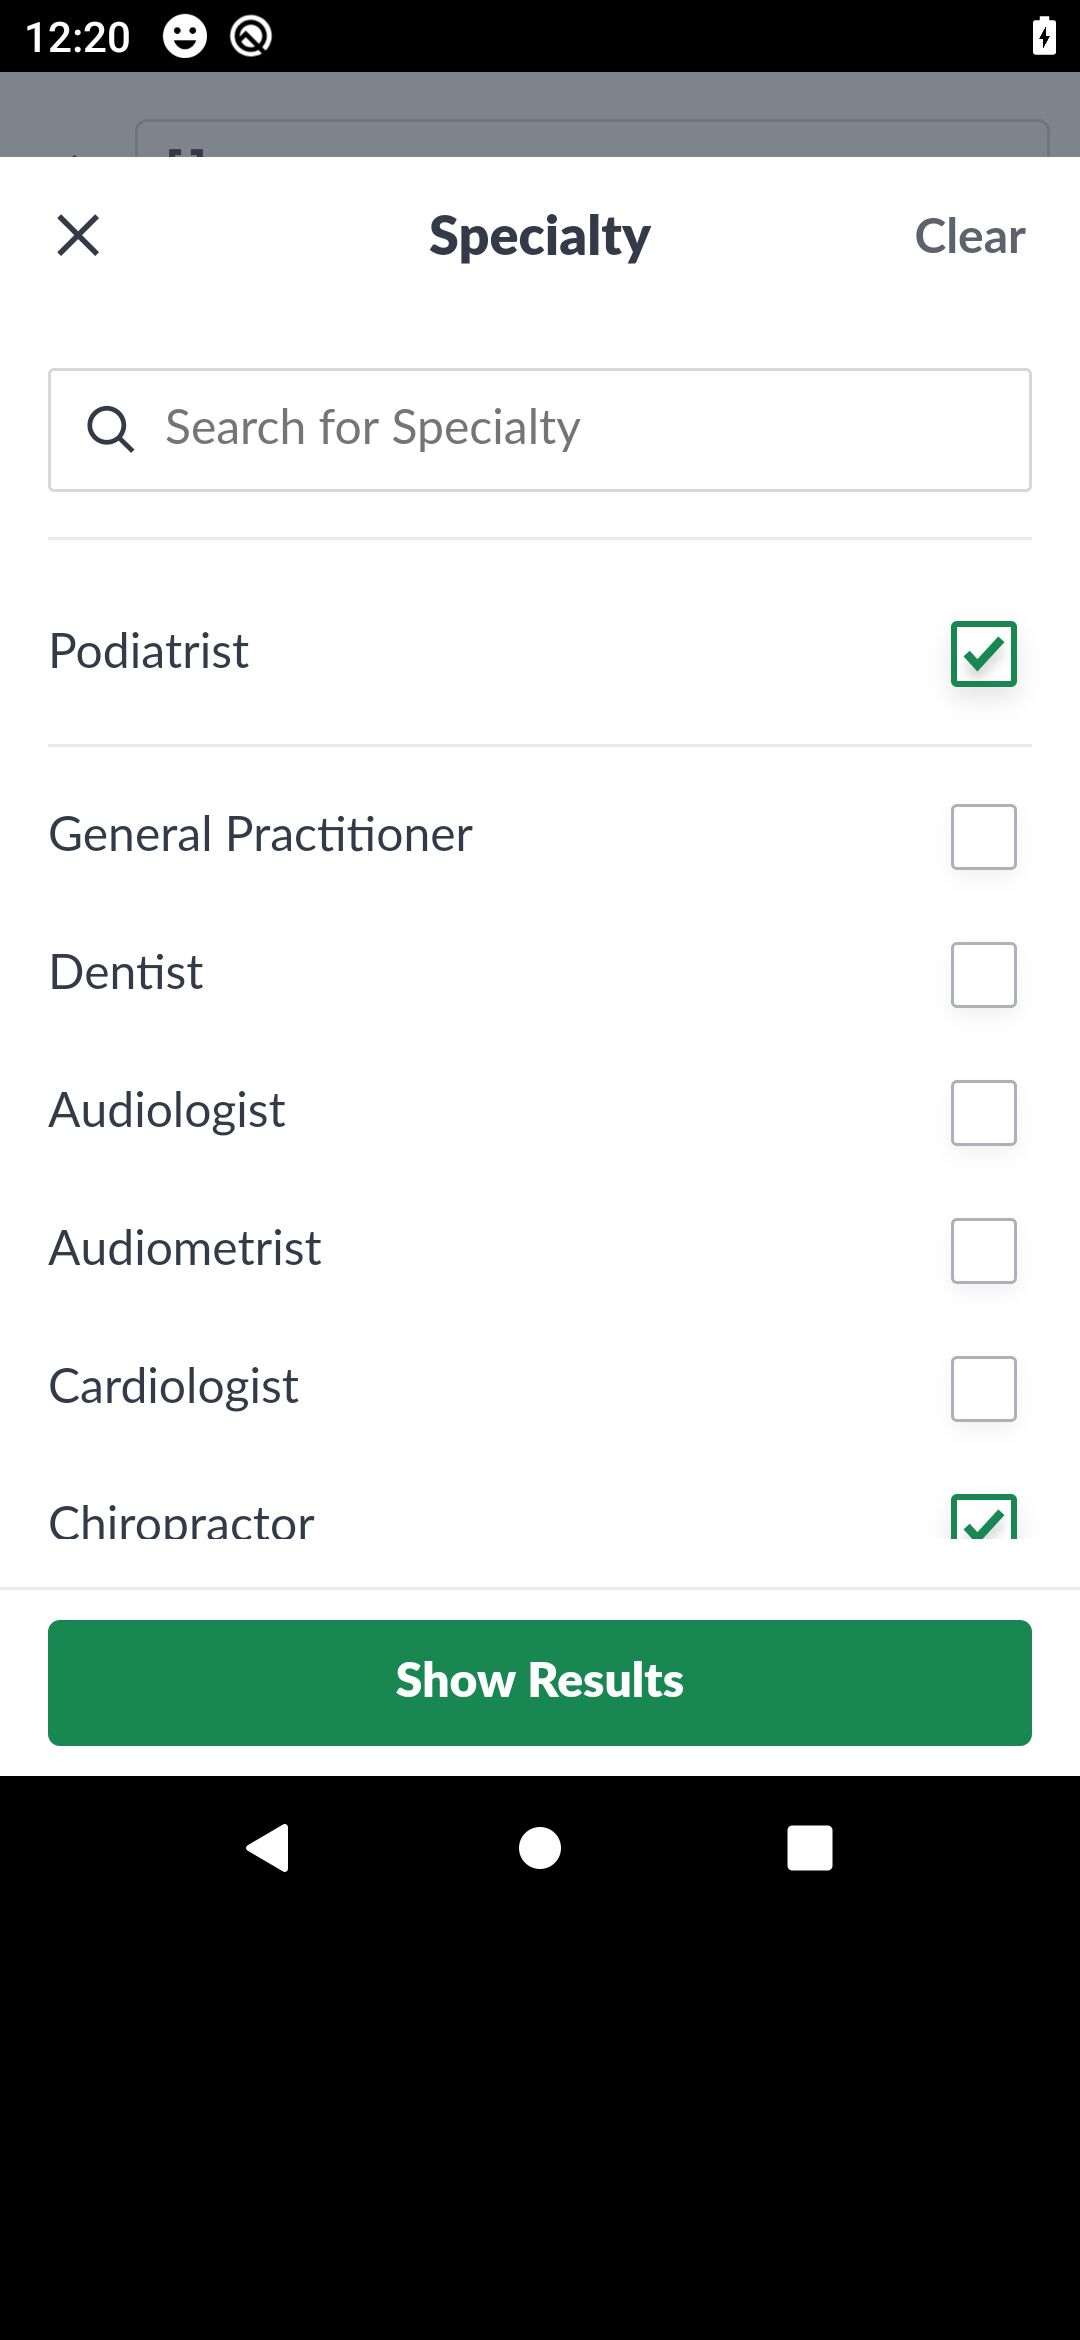 12:20
Specialty
Clear
Search for Specialty
Podiatrist
General Practitioner
Dentist
Audiologist
Audiometrist
Cardiologist
Chiropractor
Show Results